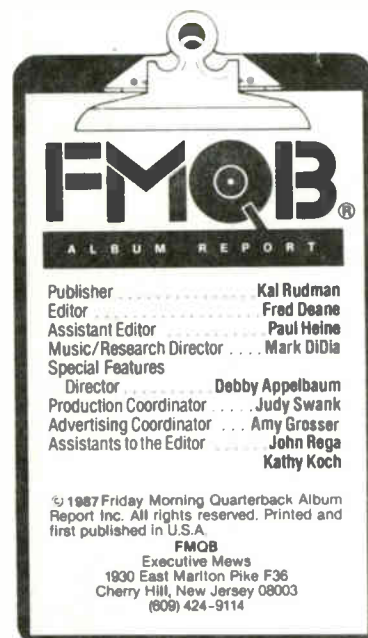 FMQB®
ALBUM REPORT
Publisher ............ Kal Rudman
Editor ............ Fred Deane
Assistant Editor ............ Paul Heine
Music/Research Director .... Mark DiDia
Special Features
Director ............ Debby Appelbaum
Production Coordinator ..... Judy Swank
Advertising Coordinator ... Amy Grosser
Assistants to the Editor ....... John Rega
Kathy Koch
© 1987 Friday Morning Quarterback Album
Report Inc. All rights reserved. Printed and
first published in U.S.A.
FMQB
Executive Mews
1930 East Marlton Pike F36
Cherry Hill, New Jersey 08003
(609) 424-9114